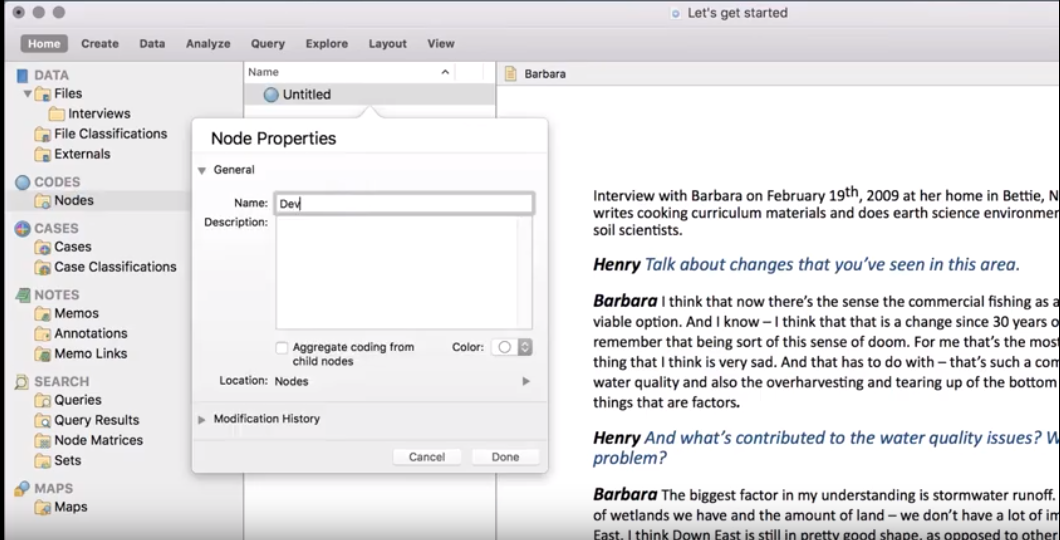 Let's get started
Home Create Data Analyze Query Explore Layout View
DATA
Files
Interviews
File Classifications
Externals
CODES
Nodes
CASES
Cases
Case Classifications
NOTES
Memos
Annotations
Memo Links
SEARCH
Queries
Query Results
Node Matrices
Sets
MAPS
Maps
Name
Untitled
Node Properties
General
Name: Dev
Description:
Aggregate coding from
child nodes
Color:
Location: Nodes
Modification History
Cancel Done
Barbara
Interview with Barbara on February 19th, 2009 at her home in Bettie, N
writes cooking curriculum materials and does earth science environme
soil scientists.
Henry Talk about changes that you've seen in this area.
Barbara I think that now there's the sense the commercial fishing as a
viable option. And I know – I think that that is a change since 30 years o
remember that being sort of this sense of doom. For me that's the most
thing that I think is very sad. And that has to do with – that's such a com
water quality and also the overharvesting and tearing up of the bottom
things that are factors.
Henry And what's contributed to the water quality issues? W
problem?
Barbara The biggest factor in my understanding is stormwater runoff.
of wetlands we have and the amount of land – we don't have a lot of im
East. I think Down East is still in pretty good shape, as opposed to other